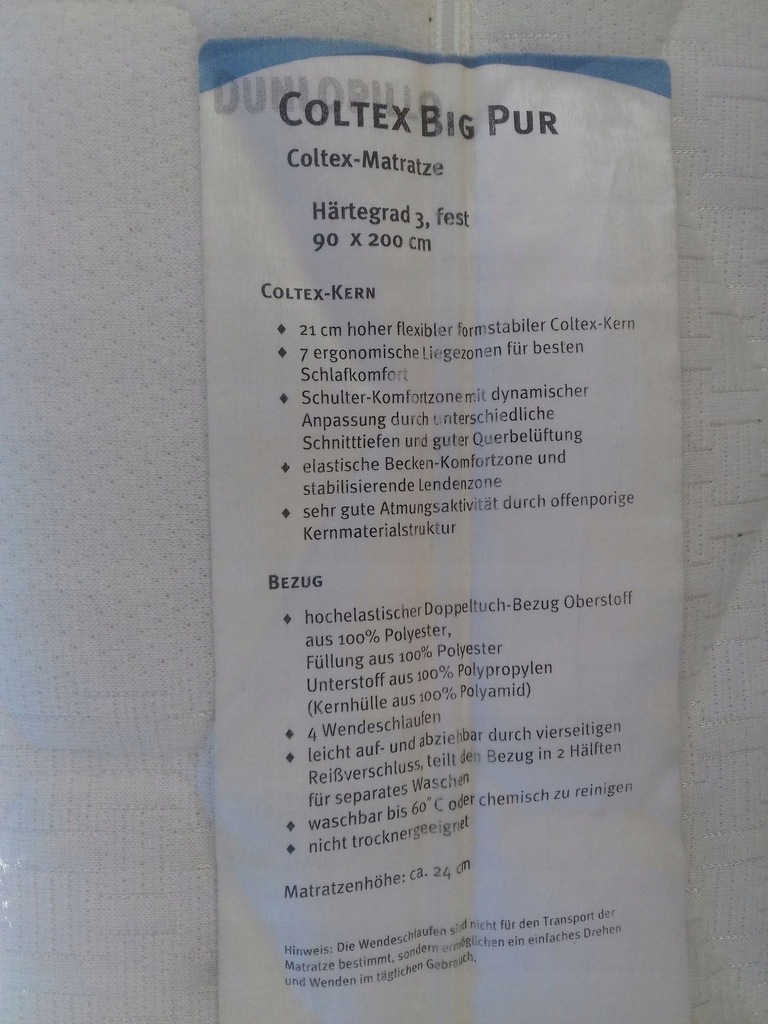 DUNLOPILLO
COLTEX BIG PUR
Coltex-Matratze
Härtegrad 3, fest
90 X 200 cm
COLTEX-KERN
♦ 21 cm hoher flexibler formstabiler Coltex-Kern
♦ 7 ergonomische Liegezonen für besten
Schlafkomfort
♦ Schulter-Komfortzone mit dynamischer
Anpassung durch unterschiedliche
Schnitttiefen und guter Querbelüftung
♦ elastische Becken-Komfortzone und
stabilisierende Lendenzone
♦ sehr gute Atmungsaktivität durch offenporige
Kernmaterialstruktur
BEZUG
♦ hochelastischer Doppeltuch-Bezug Oberstoff
aus 100% Polyester,
Füllung aus 100% Polyester
Unterstoff aus 100% Polypropylen
(Kernhülle aus 100% Polyamid)
♦ 4 Wendeschlaufen
♦ leicht auf- und abziehbar durch vierseitigen
Reißverschluss, teilt den Bezug in 2 Hälften
für separates Waschen
♦ waschbar bis 60°C oder chemisch zu reinigen
♦ nicht trocknergeeignet
Matratzenhöhe: ca. 24 cm
Hinweis: Die Wendeschlaufen sind nicht für den Transport der
Matratze bestimmt, sondern ermöglichen ein einfaches Drehen
und Wenden im täglichen Gebrauch.